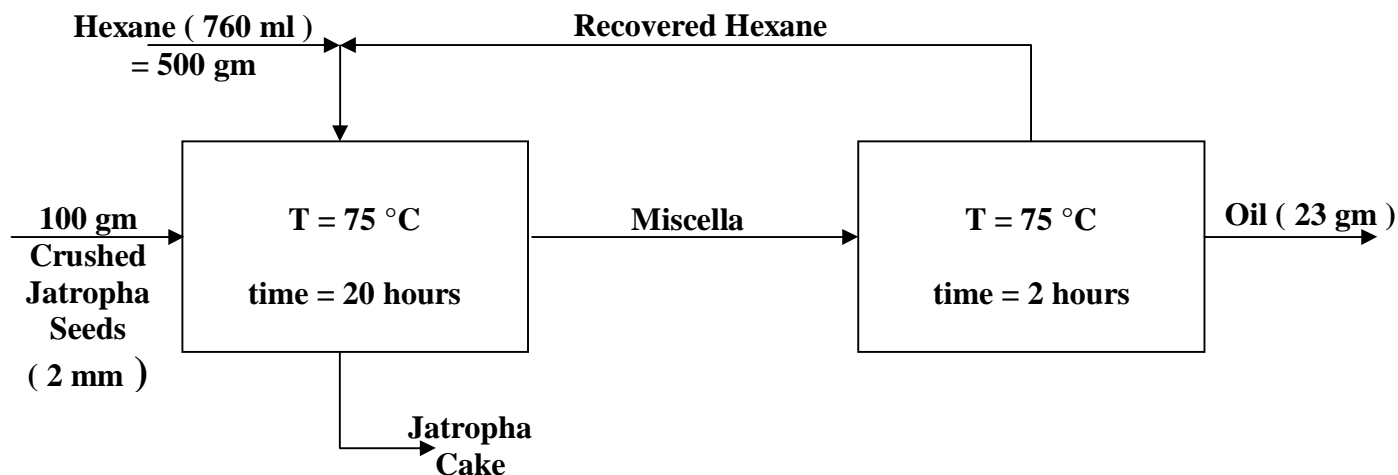 Hexane ( 760 ml )
= 500 gm
Recovered Hexane
100 gm
Crushed
Jatropha
Seeds
( 2 mm )
T = 75 °C
time = 20 hours
Miscella
T = 75 °C
time = 2 hours
Oil ( 23 gm )
Jatropha
Cake